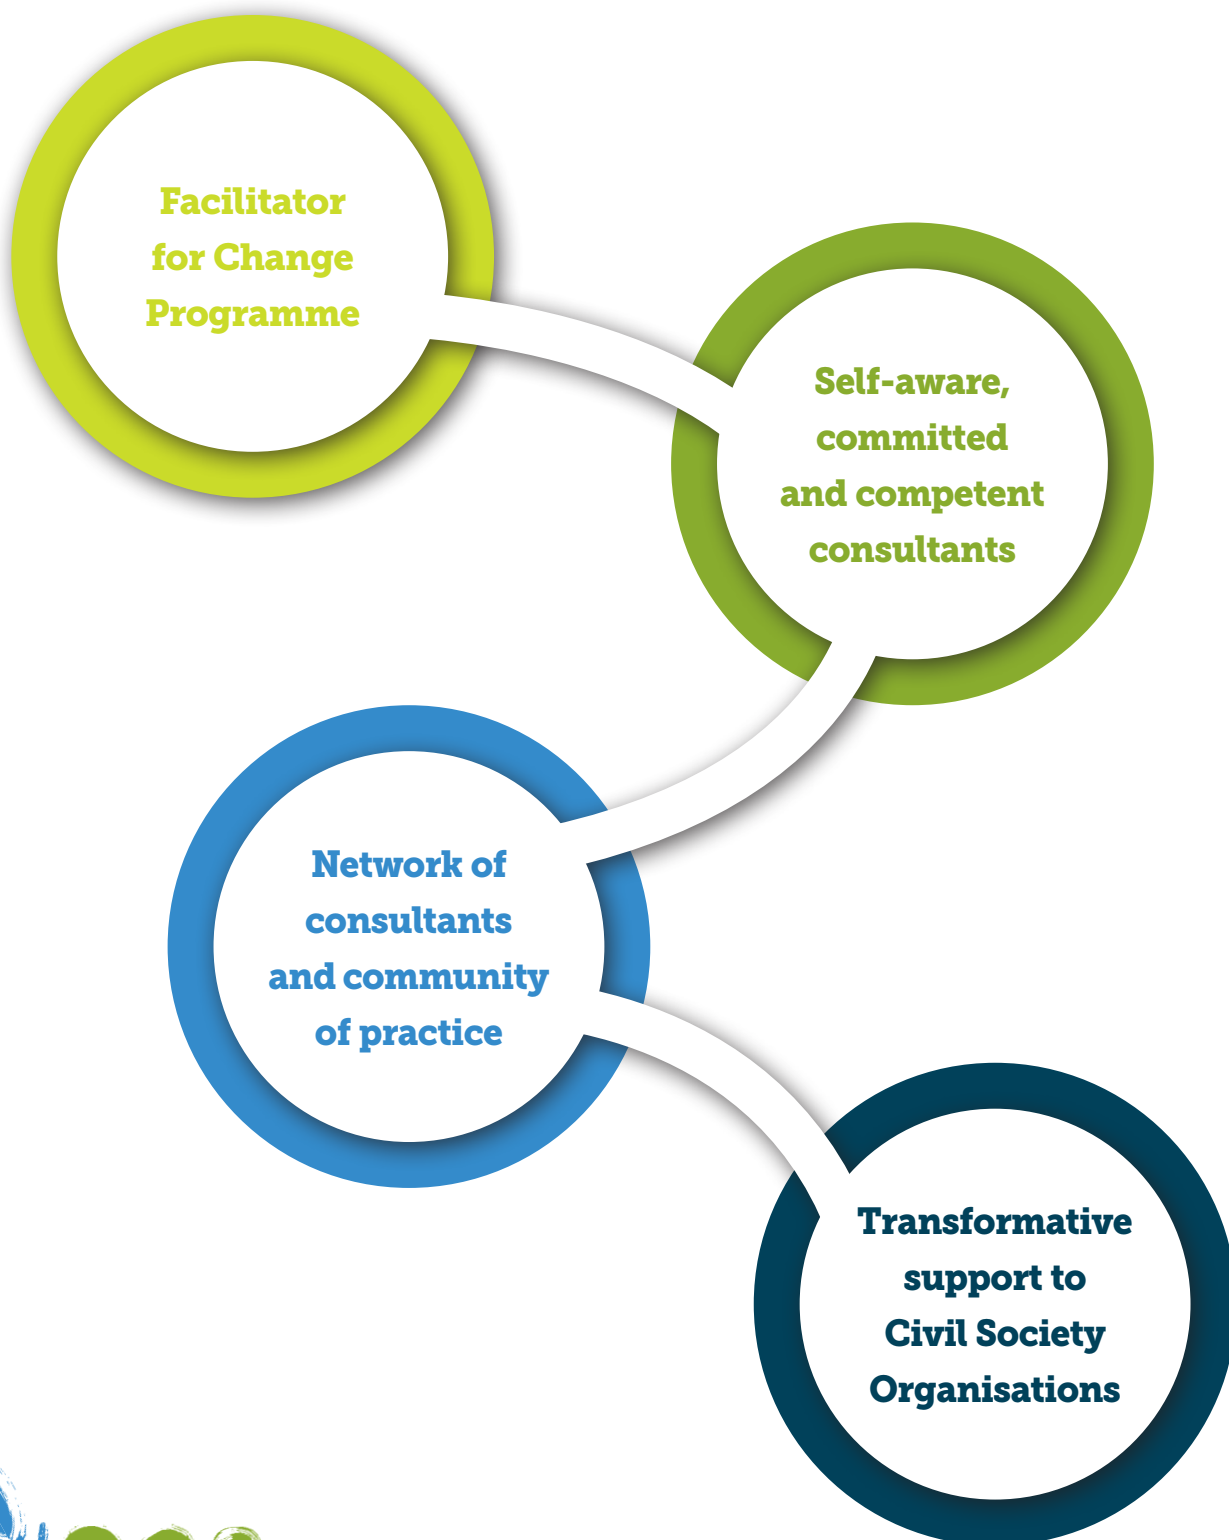 Facilitator
for Change
Programme
Self-aware,
committed
and competent
consultants
Network of
consultants
and community
of practice
Transformative
support to
Civil Society
Organisations